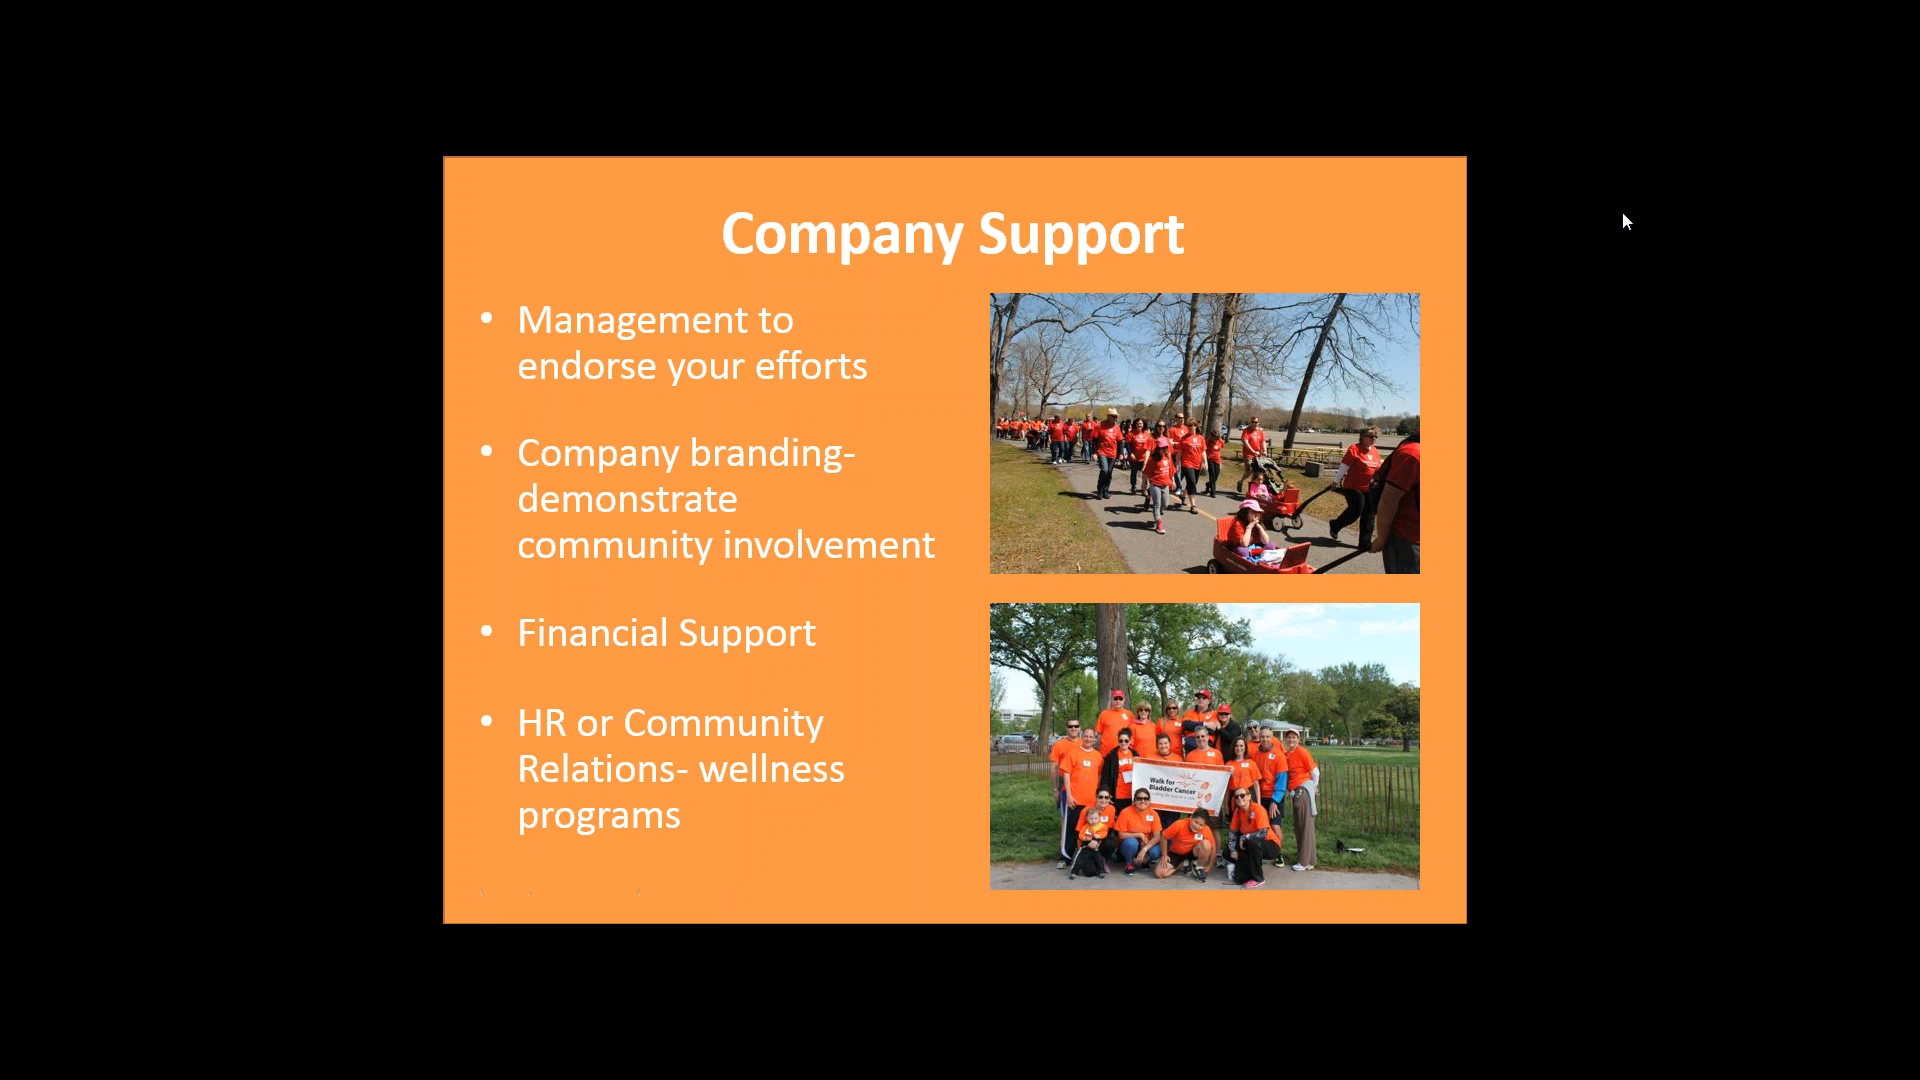 Company Support
• Management to
endorse your efforts
• Company branding-
demonstrate
community involvement
• Financial Support
• HR or Community
Relations- wellness
programs
Walk for
Bladder Cancer